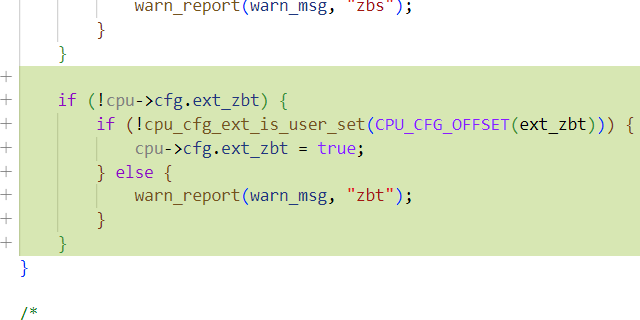 warn_report(warn_msg, "zbs");
        }
    }
+
+    if (!cpu->cfg.ext_zbt) {
+        if (!cpu_cfg_ext_is_user_set(CPU_CFG_OFFSET(ext_zbt))) {
+            cpu->cfg.ext_zbt = true;
+        } else {
+            warn_report(warn_msg, "zbt");
+        }
+    }
}
/*